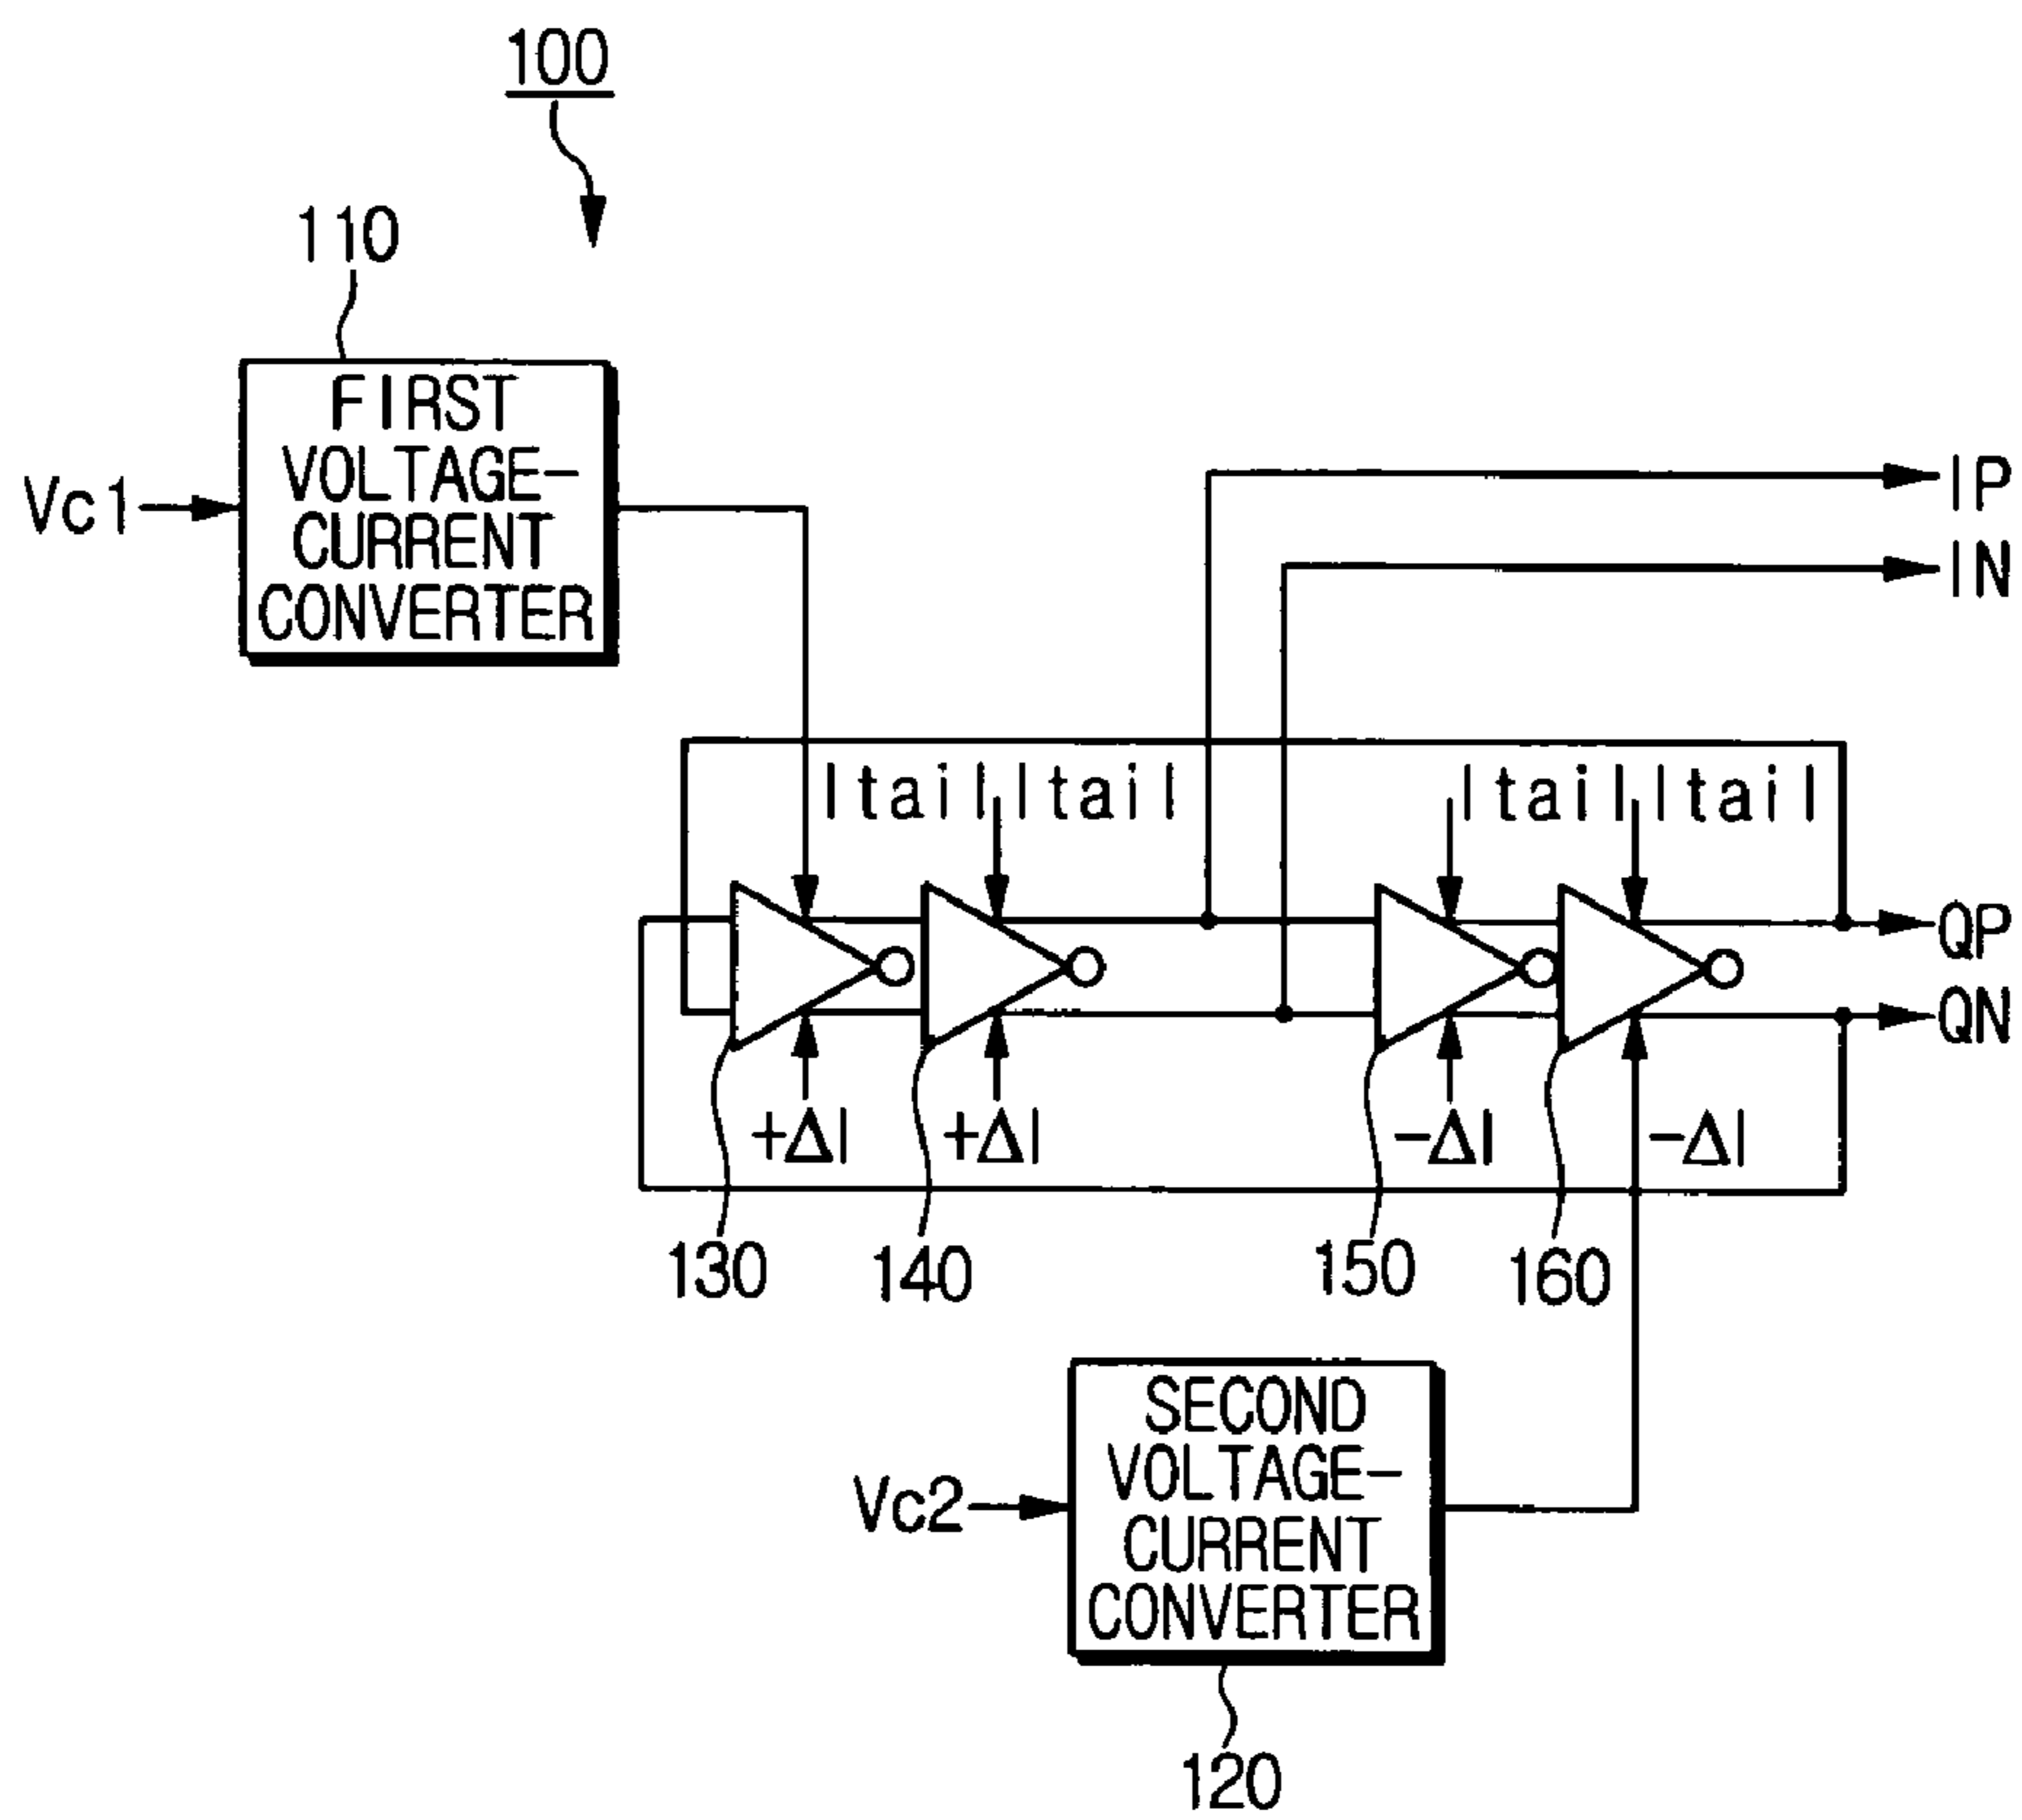 100
110
FIRST
VOLTAGE-
CURRENT
CONVERTER
Vc1
IP
IN
Itail Itail Itail Itail
QP
QN
+ΔI +ΔI -ΔI -ΔI
130 140 150 160
SECOND
VOLTAGE-
CURRENT
CONVERTER
Vc2
120